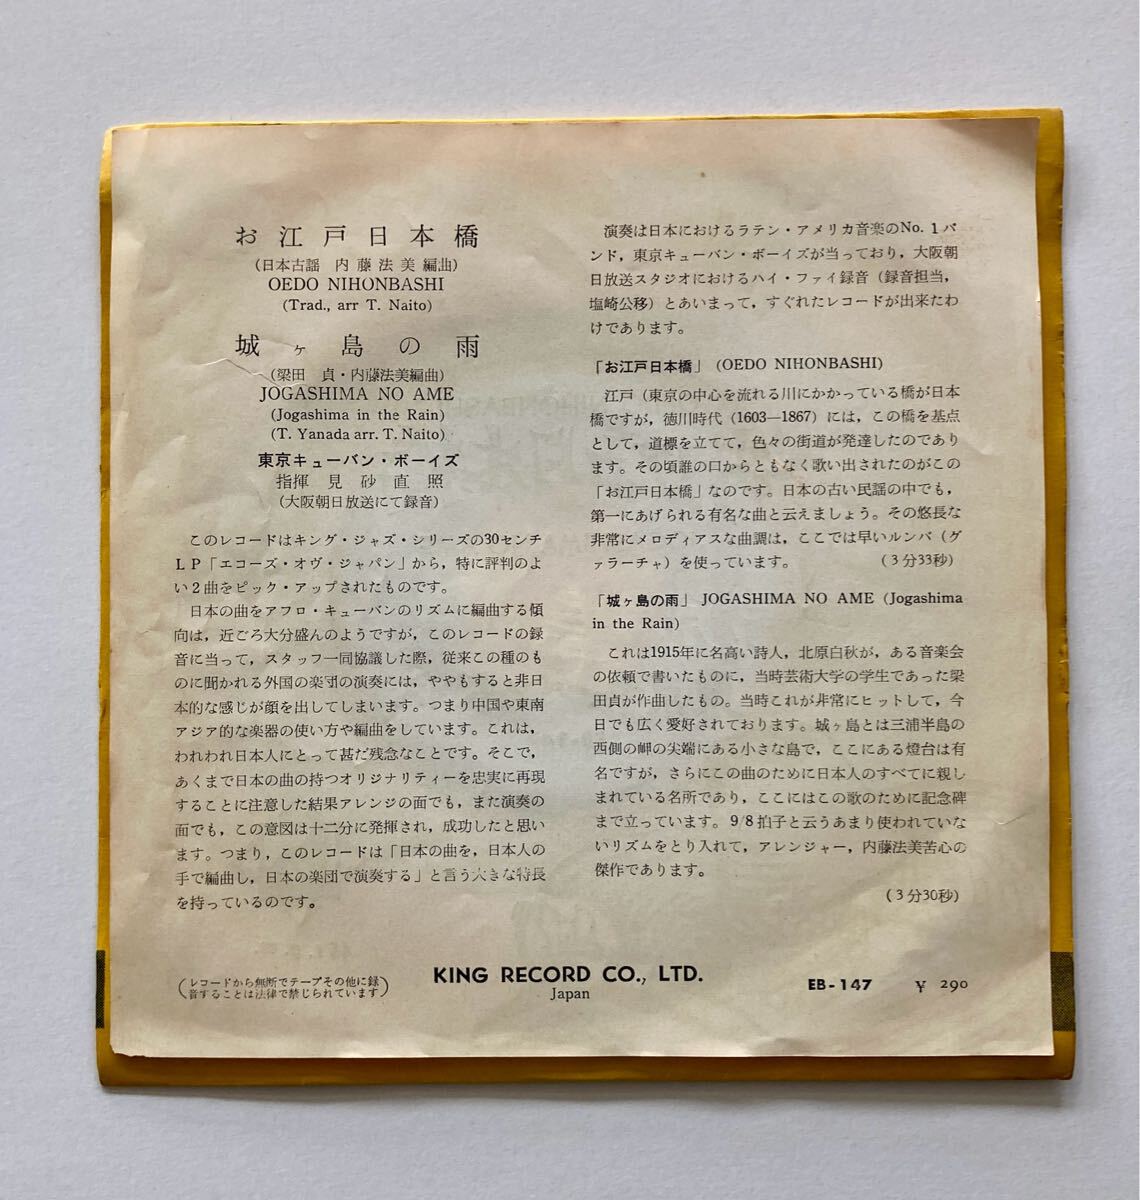 お江戸日本橋
(日本古謡 内藤法美編曲)
OEDO NIHONBASHI
(Trad., arr T. Naito)
城ヶ島の雨
(梁田 貞・内藤法美編曲)
JOGASHIMA NO AME
(Jogashima in the Rain)
(T. Yanada arr. T. Naito)
東京キューバン・ボーイズ
指揮 見砂直照
(大阪朝日放送にて録音)
このレコードはキング・ジャズ・シリーズの30センチ
LP「エコーズ・オヴ・ジャパン」から，特に評判のよ
い2曲をピック・アップされたものです。
日本の曲をアフロ・キューバンのリズムに編曲する傾
向は，近ごろ大分盛んのようですが，このレコードの録
音に当って，スタッフ一同協議した際，従来この種のも
のに聞かれる外国の楽団の演奏には，ややもすると非日
本的な感じが顔を出してしまいます。つまり中国や東南
アジア的な楽器の使い方や編曲をしています。これは，
われわれ日本人にとって甚だ残念なことです。そこで，
あくまで日本の曲の持つオリジナリティーを忠実に再現
することに注意した結果アレンジの面でも，また演奏の
面でも，この意図は十二分に発揮され，成功したと思い
ます。つまり，このレコードは「日本の曲を，日本人の
手で編曲し，日本の楽団で演奏する」と言う大きな特長
を持っているのです。
演奏は日本におけるラテン・アメリカ音楽のNo. 1バ
ンド，東京キューバン・ボーイズが当っており，大阪朝
日放送スタジオにおけるハイ・ファイ録音（録音担当，
塩崎公移）とあいまって，すぐれたレコードが出来たわ
けであります。
「お江戸日本橋」(OEDO NIHONBASHI)
江戸（東京の中心を流れる川にかかっている橋が日本
橋ですが，徳川時代（1603—1867）には，この橋を基点
として，道標を立てて，色々の街道が発達したのであり
ます。その頃誰の口からともなく歌い出されたのがこの
「お江戸日本橋」なのです。日本の古い民謡の中でも，
第一にあげられる有名な曲と云えましょう。その悠長な
非常にメロディアスな曲調は，ここでは早いルンバ（グ
ァラーチャ）を使っています。 (3分33秒)
「城ヶ島の雨」 JOGASHIMA NO AME (Jogashima
in the Rain)
これは1915年に名高い詩人，北原白秋が，ある音楽会
の依頼で書いたものに，当時芸術大学の学生であった梁
田貞が作曲したもの。当時これが非常にヒットして，今
日でも広く愛好されております。城ヶ島とは三浦半島の
西側の岬の尖端にある小さな島で，ここにある燈台は有
名ですが，さらにこの曲のために日本人のすべてに親し
まれている名所であり，ここにはこの歌のために記念碑
まで立っています。9/8拍子と云うあまり使われていな
いリズムをとり入れて，アレンジャー，内藤法美苦心の
傑作であります。
(3分30秒)
(レコードから無断でテープその他に録
音することは法律で禁じられています)
KING RECORD CO., LTD.
Japan
EB-147 ¥ 290